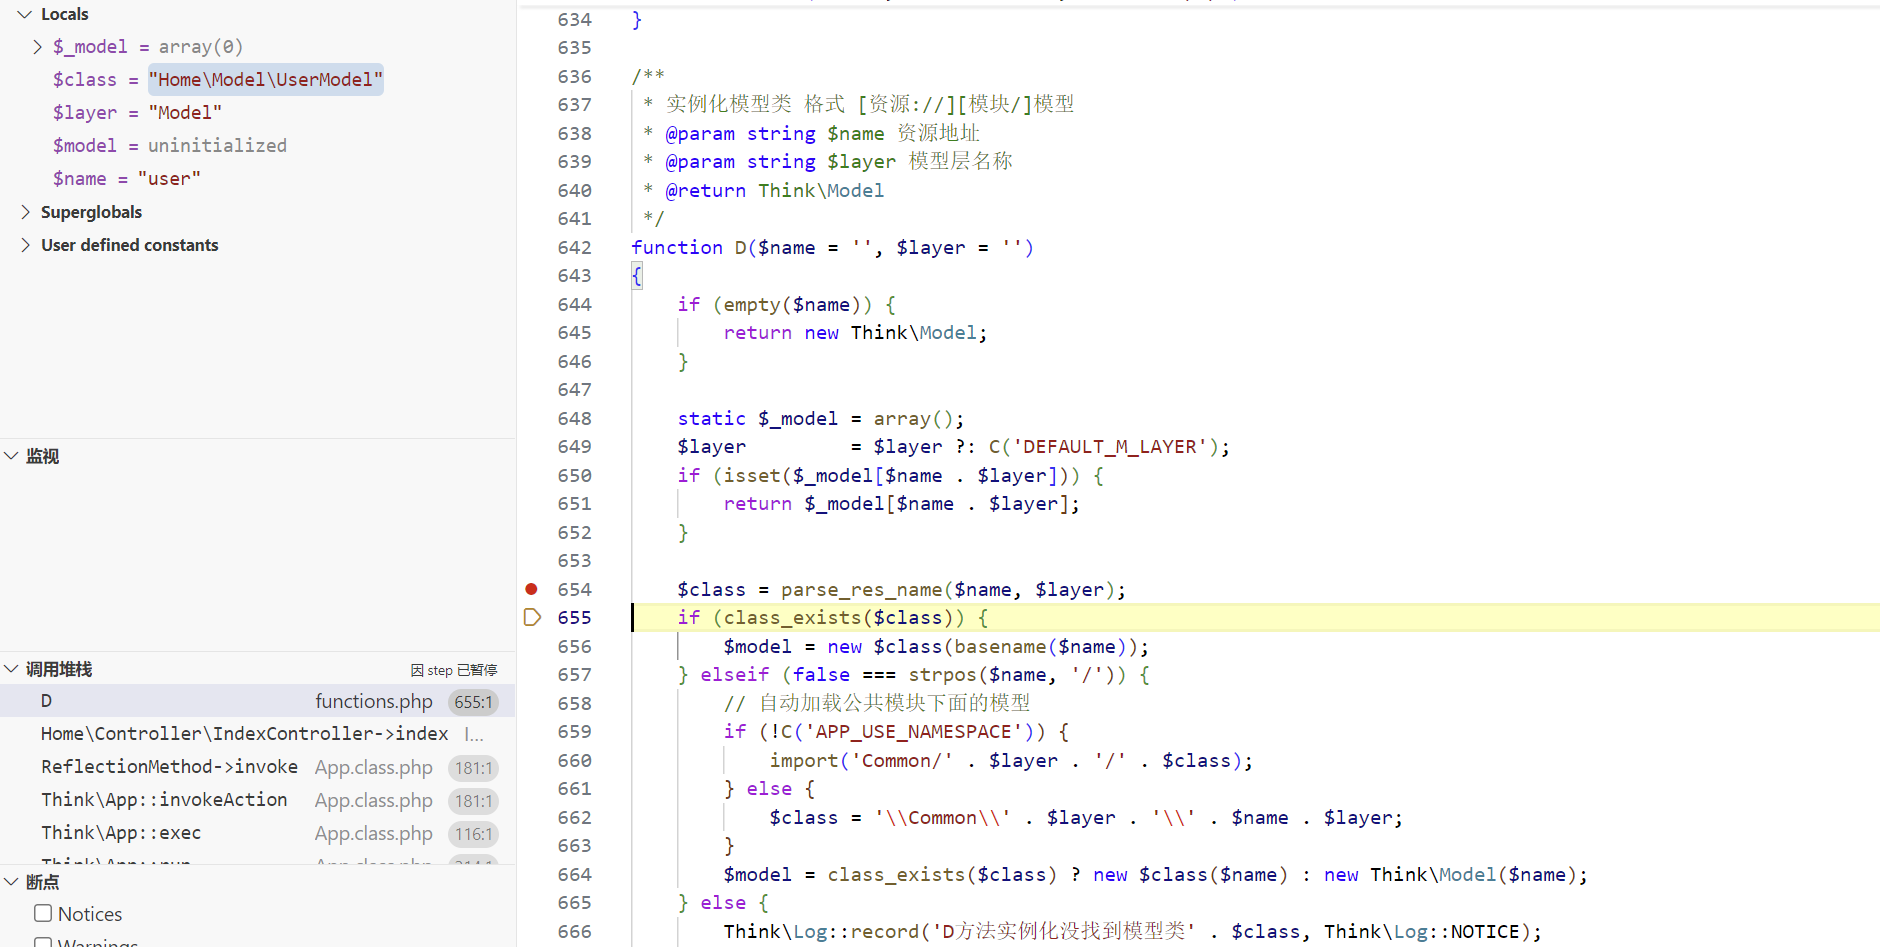 Locals
$_model = array(0)
$class = "Home\Model\UserModel"
$layer = "Model"
$model = uninitialized
$name = "user"
Superglobals
User defined constants
监视
调用堆栈 因 step 已暂停
D functions.php 655:1
Home\Controller\IndexController->index I...
ReflectionMethod->invoke App.class.php 181:1
Think\App::invokeAction App.class.php 181:1
Think\App::exec App.class.php 116:1
Think\App::run App.class.php 214:1
断点
Notices
Warnings
634 }
635
636 /**
637  * 实例化模型类 格式 [资源://][模块/]模型
638  * @param string $name 资源地址
639  * @param string $layer 模型层名称
640  * @return Think\Model
641  */
642 function D($name = '', $layer = '')
643 {
644     if (empty($name)) {
645         return new Think\Model;
646     }
647
648     static $_model = array();
649     $layer         = $layer ?: C('DEFAULT_M_LAYER');
650     if (isset($_model[$name . $layer])) {
651         return $_model[$name . $layer];
652     }
653
654     $class = parse_res_name($name, $layer);
655     if (class_exists($class)) {
656         $model = new $class(basename($name));
657     } elseif (false === strpos($name, '/')) {
658         // 自动加载公共模块下面的模型
659         if (!C('APP_USE_NAMESPACE')) {
660             import('Common/' . $layer . '/' . $class);
661         } else {
662             $class = '\\Common\\' . $layer . '\\' . $name . $layer;
663         }
664         $model = class_exists($class) ? new $class($name) : new Think\Model($name);
665     } else {
666         Think\Log::record('D方法实例化没找到模型类' . $class, Think\Log::NOTICE);